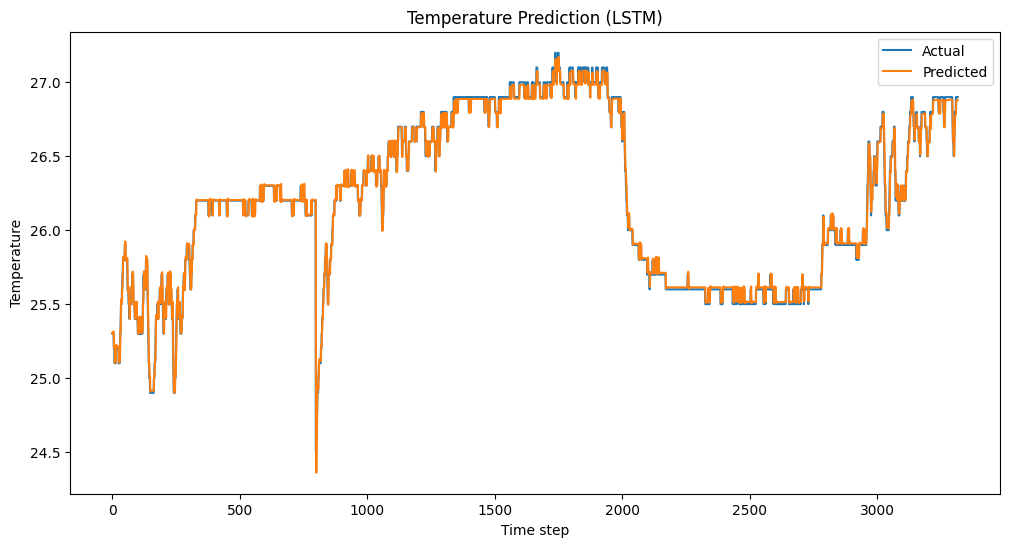 Temperature Prediction (LSTM)
Actual
Predicted
27.0
26.5
26.0
25.5
25.0
24.5
Temperature
0 500 1000 1500 2000 2500 3000
Time step